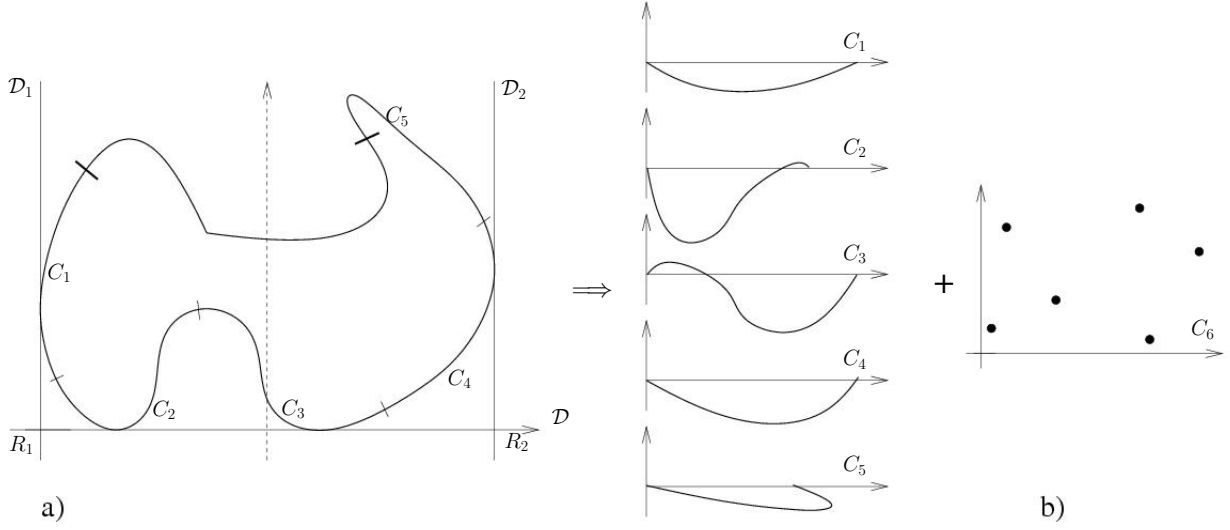 𝒟₁
𝒟₂
C₅
C₁
C₂
C₃
C₄
R₁
R₂
𝒟
a)
⇒
C₁
C₂
C₃
C₄
C₅
+
C₆
b)